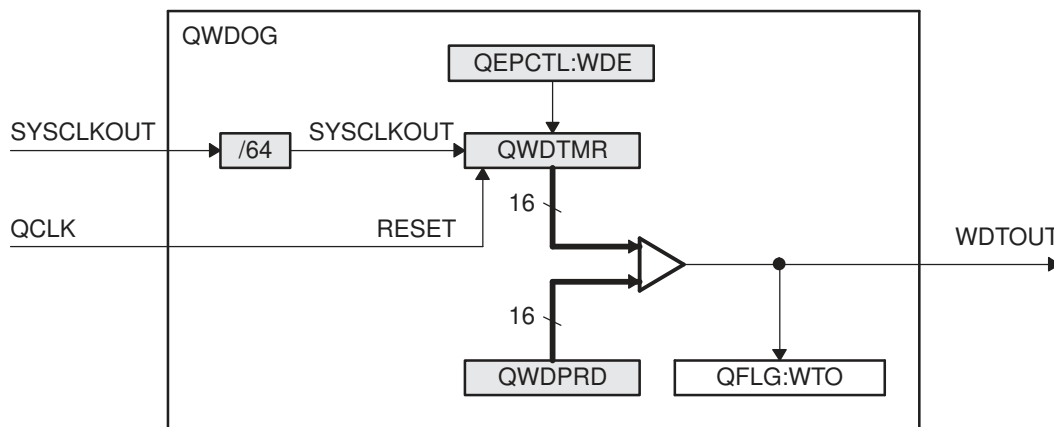 QWDOG
QEPCTL:WDE
SYSCLKOUT
/64
SYSCLKOUT
QWDTMR
16
QCLK
RESET
WDTOUT
16
QWDPRD
QFLG:WTO